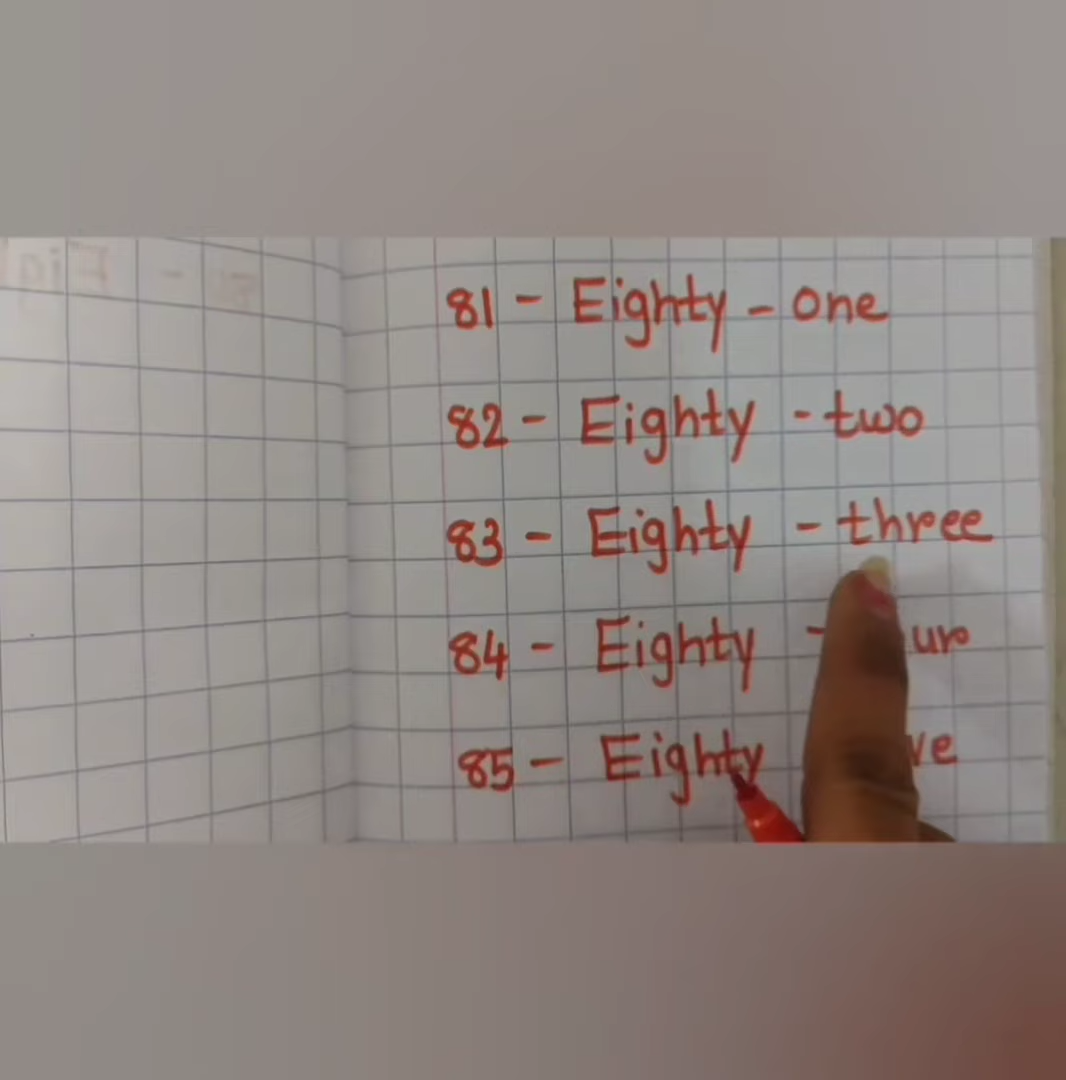 81 - Eighty - one
82 - Eighty - two
83 - Eighty - three
84 - Eighty -
85 - Eighty